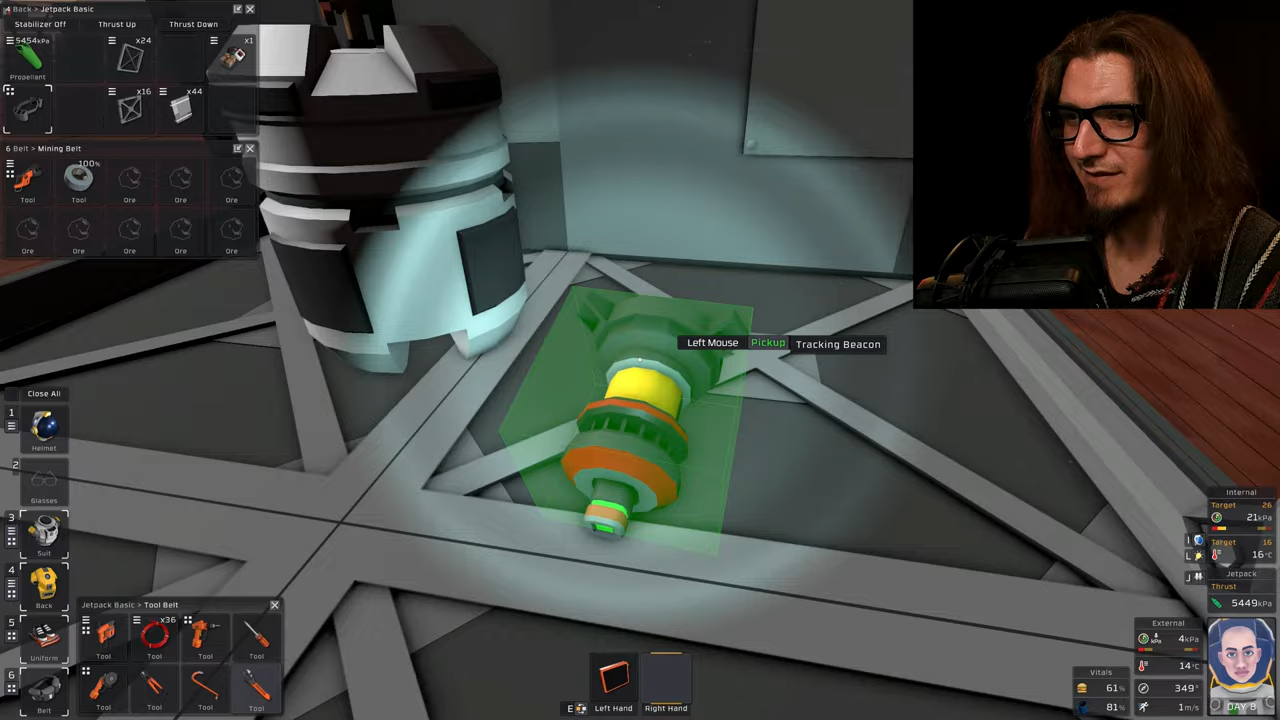 4 Back > Jetpack Basic
Stabilizer Off Thrust Up Thrust Down
5454kPa x24 x1
Propellant
x16 x44
6 Belt > Mining Belt
100%
Tool Tool Ore Ore Ore
Ore Ore Ore Ore Ore
Left Mouse Pickup Tracking Beacon
Close All
1
Helmet
2
Glasses
3
Suit
4
Back
5
Uniform
6
Belt
Jetpack Basic > Tool Belt
x36
Tool Tool Tool Tool
Tool Tool Tool Tool
E Left Hand Right Hand
Internal
Target 26
21kPa
Target 16
16°C
Jetpack
Thrust
5449kPa
External
4kPa
14°C
349°
1m/s
Vitals
61%
81%
DAY 8